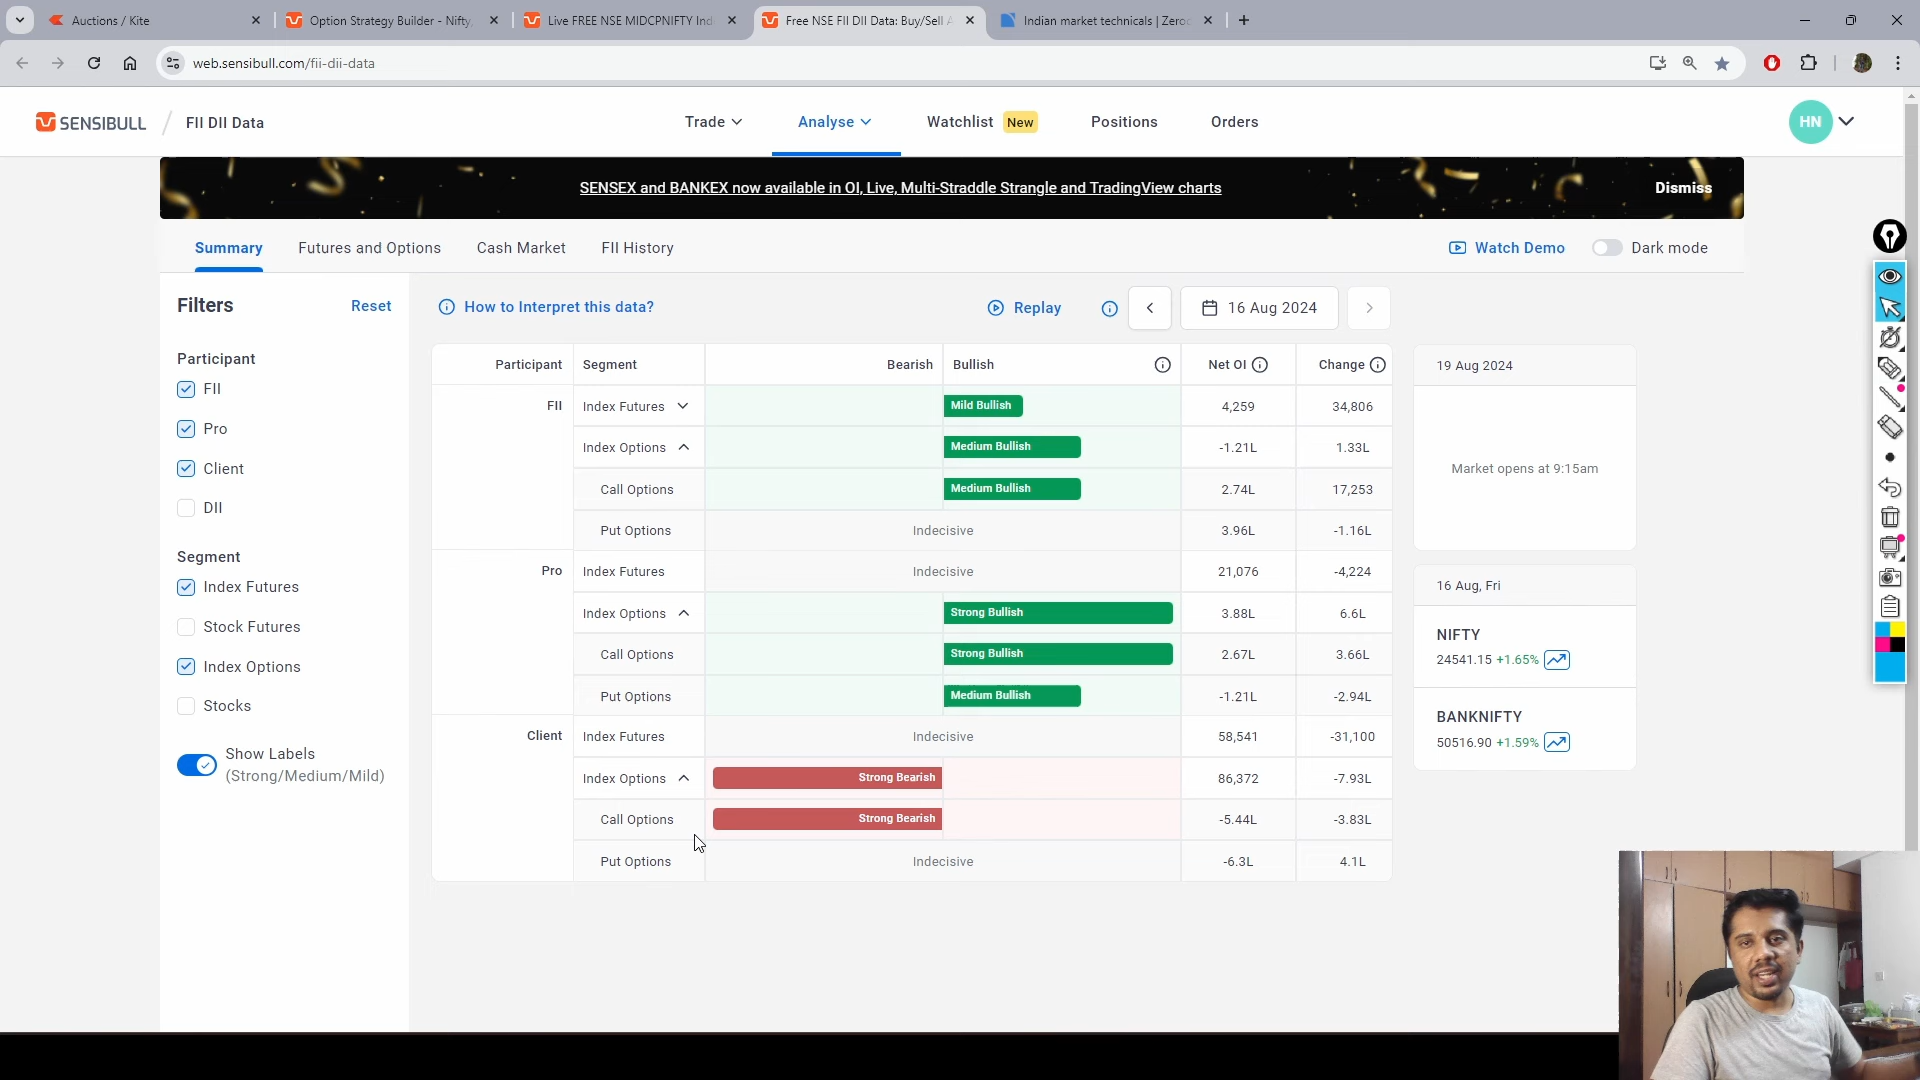 Auctions / Kite
Option Strategy Builder - Nifty,
Live FREE NSE MIDCPNIFTY Ind
Free NSE FII DII Data: Buy/Sell A
Indian market technicals | Zeroc
web.sensibull.com/fii-dii-data
SENSIBULL / FII DII Data
Trade
Analyse
Watchlist New
Positions
Orders
HN
SENSEX and BANKEX now available in OI, Live, Multi-Straddle Strangle and TradingView charts
Dismiss
Summary
Futures and Options
Cash Market
FII History
Watch Demo
Dark mode
Filters Reset
Participant
FII
Pro
Client
DII
Segment
Index Futures
Stock Futures
Index Options
Stocks
Show Labels
(Strong/Medium/Mild)
How to Interpret this data?
Replay
16 Aug 2024
Participant Segment Bearish Bullish Net OI Change
FII Index Futures Mild Bullish 4,259 34,806
Index Options Medium Bullish -1.21L 1.33L
Call Options Medium Bullish 2.74L 17,253
Put Options Indecisive 3.96L -1.16L
Pro Index Futures Indecisive 21,076 -4,224
Index Options Strong Bullish 3.88L 6.6L
Call Options Strong Bullish 2.67L 3.66L
Put Options Medium Bullish -1.21L -2.94L
Client Index Futures Indecisive 58,541 -31,100
Index Options Strong Bearish 86,372 -7.93L
Call Options Strong Bearish -5.44L -3.83L
Put Options Indecisive -6.3L 4.1L
19 Aug 2024
Market opens at 9:15am
16 Aug, Fri
NIFTY
24541.15 +1.65%
BANKNIFTY
50516.90 +1.59%